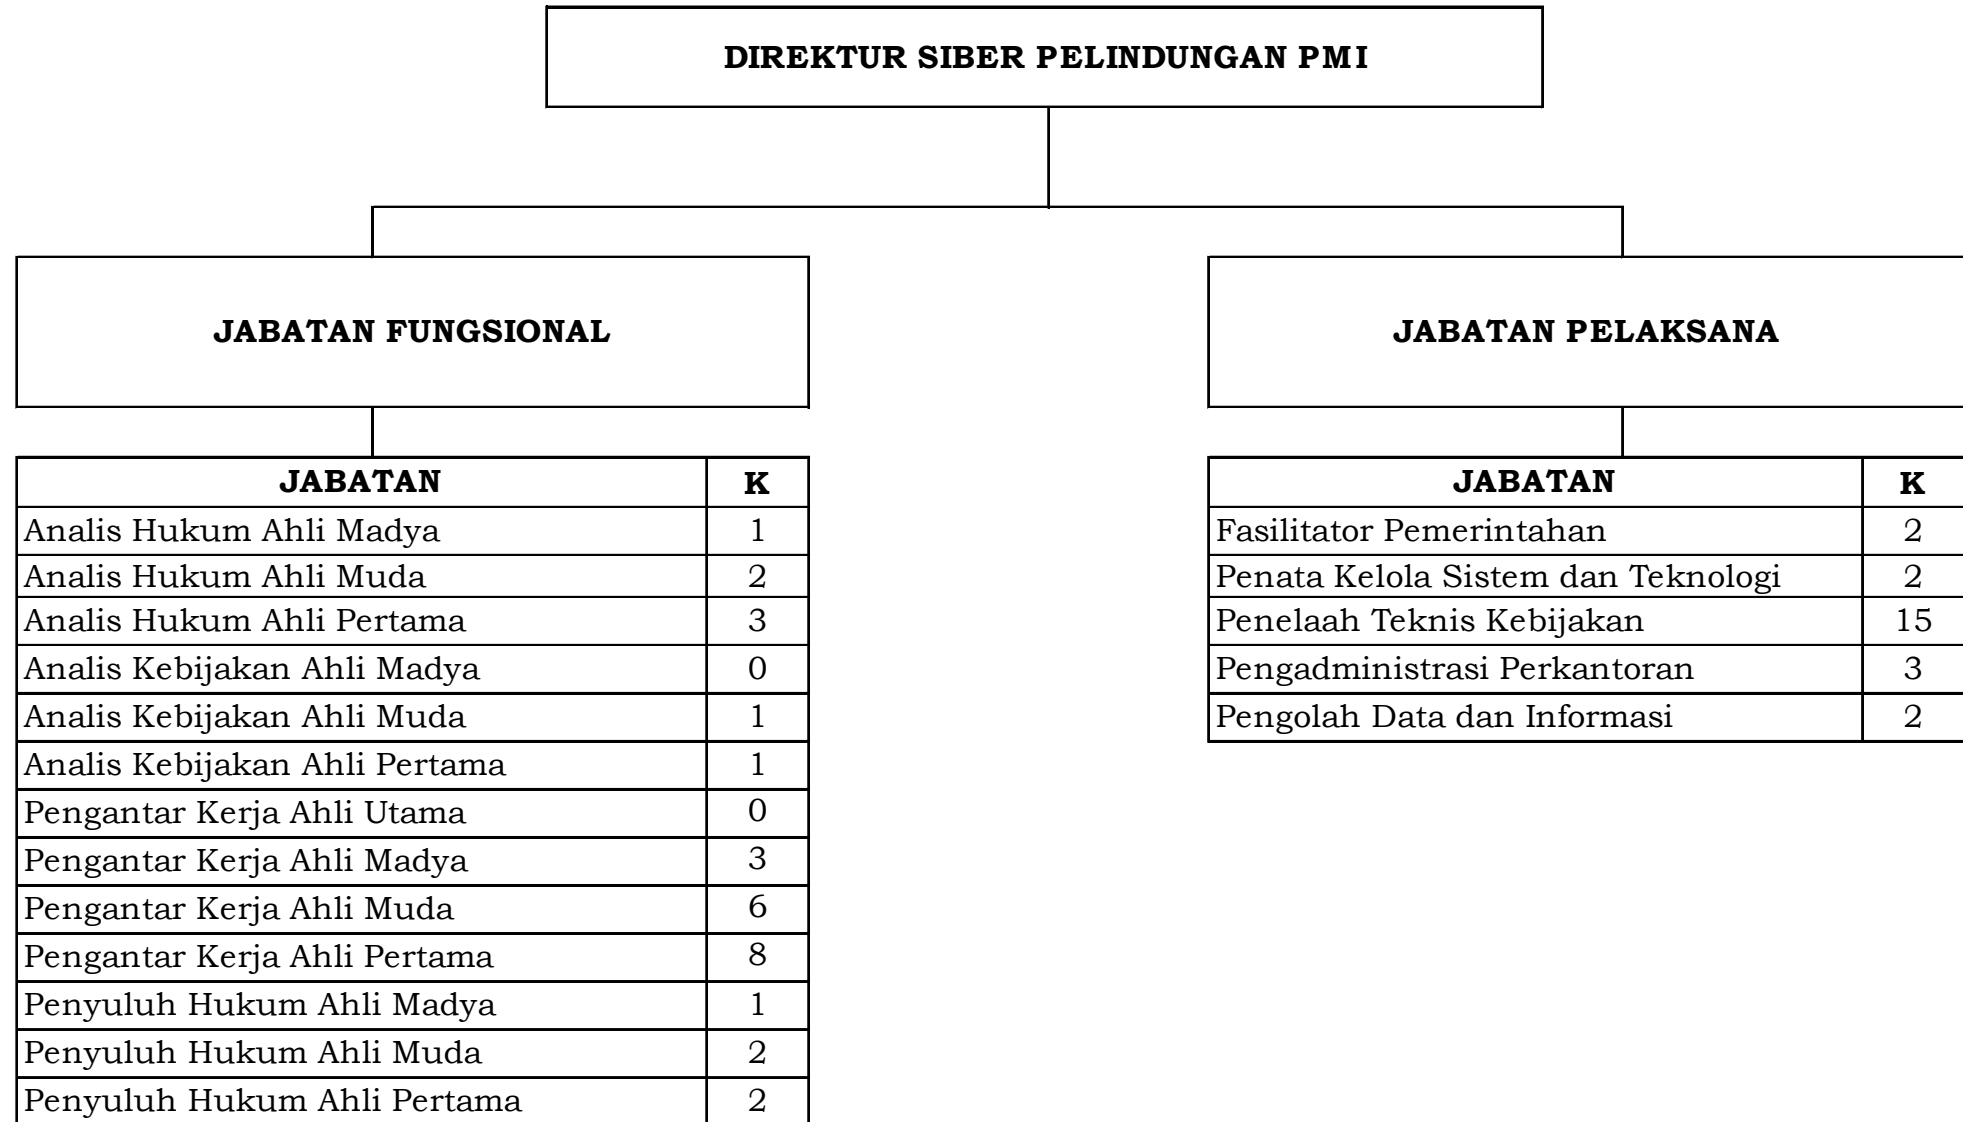 DIREKTUR SIBER PELINDUNGAN PMI
JABATAN FUNGSIONAL
JABATAN K
Analis Hukum Ahli Madya 1
Analis Hukum Ahli Muda 2
Analis Hukum Ahli Pertama 3
Analis Kebijakan Ahli Madya 0
Analis Kebijakan Ahli Muda 1
Analis Kebijakan Ahli Pertama 1
Pengantar Kerja Ahli Utama 0
Pengantar Kerja Ahli Madya 3
Pengantar Kerja Ahli Muda 6
Pengantar Kerja Ahli Pertama 8
Penyuluh Hukum Ahli Madya 1
Penyuluh Hukum Ahli Muda 2
Penyuluh Hukum Ahli Pertama 2
JABATAN PELAKSANA
JABATAN K
Fasilitator Pemerintahan 2
Penata Kelola Sistem dan Teknologi 2
Penelaah Teknis Kebijakan 15
Pengadministrasi Perkantoran 3
Pengolah Data dan Informasi 2